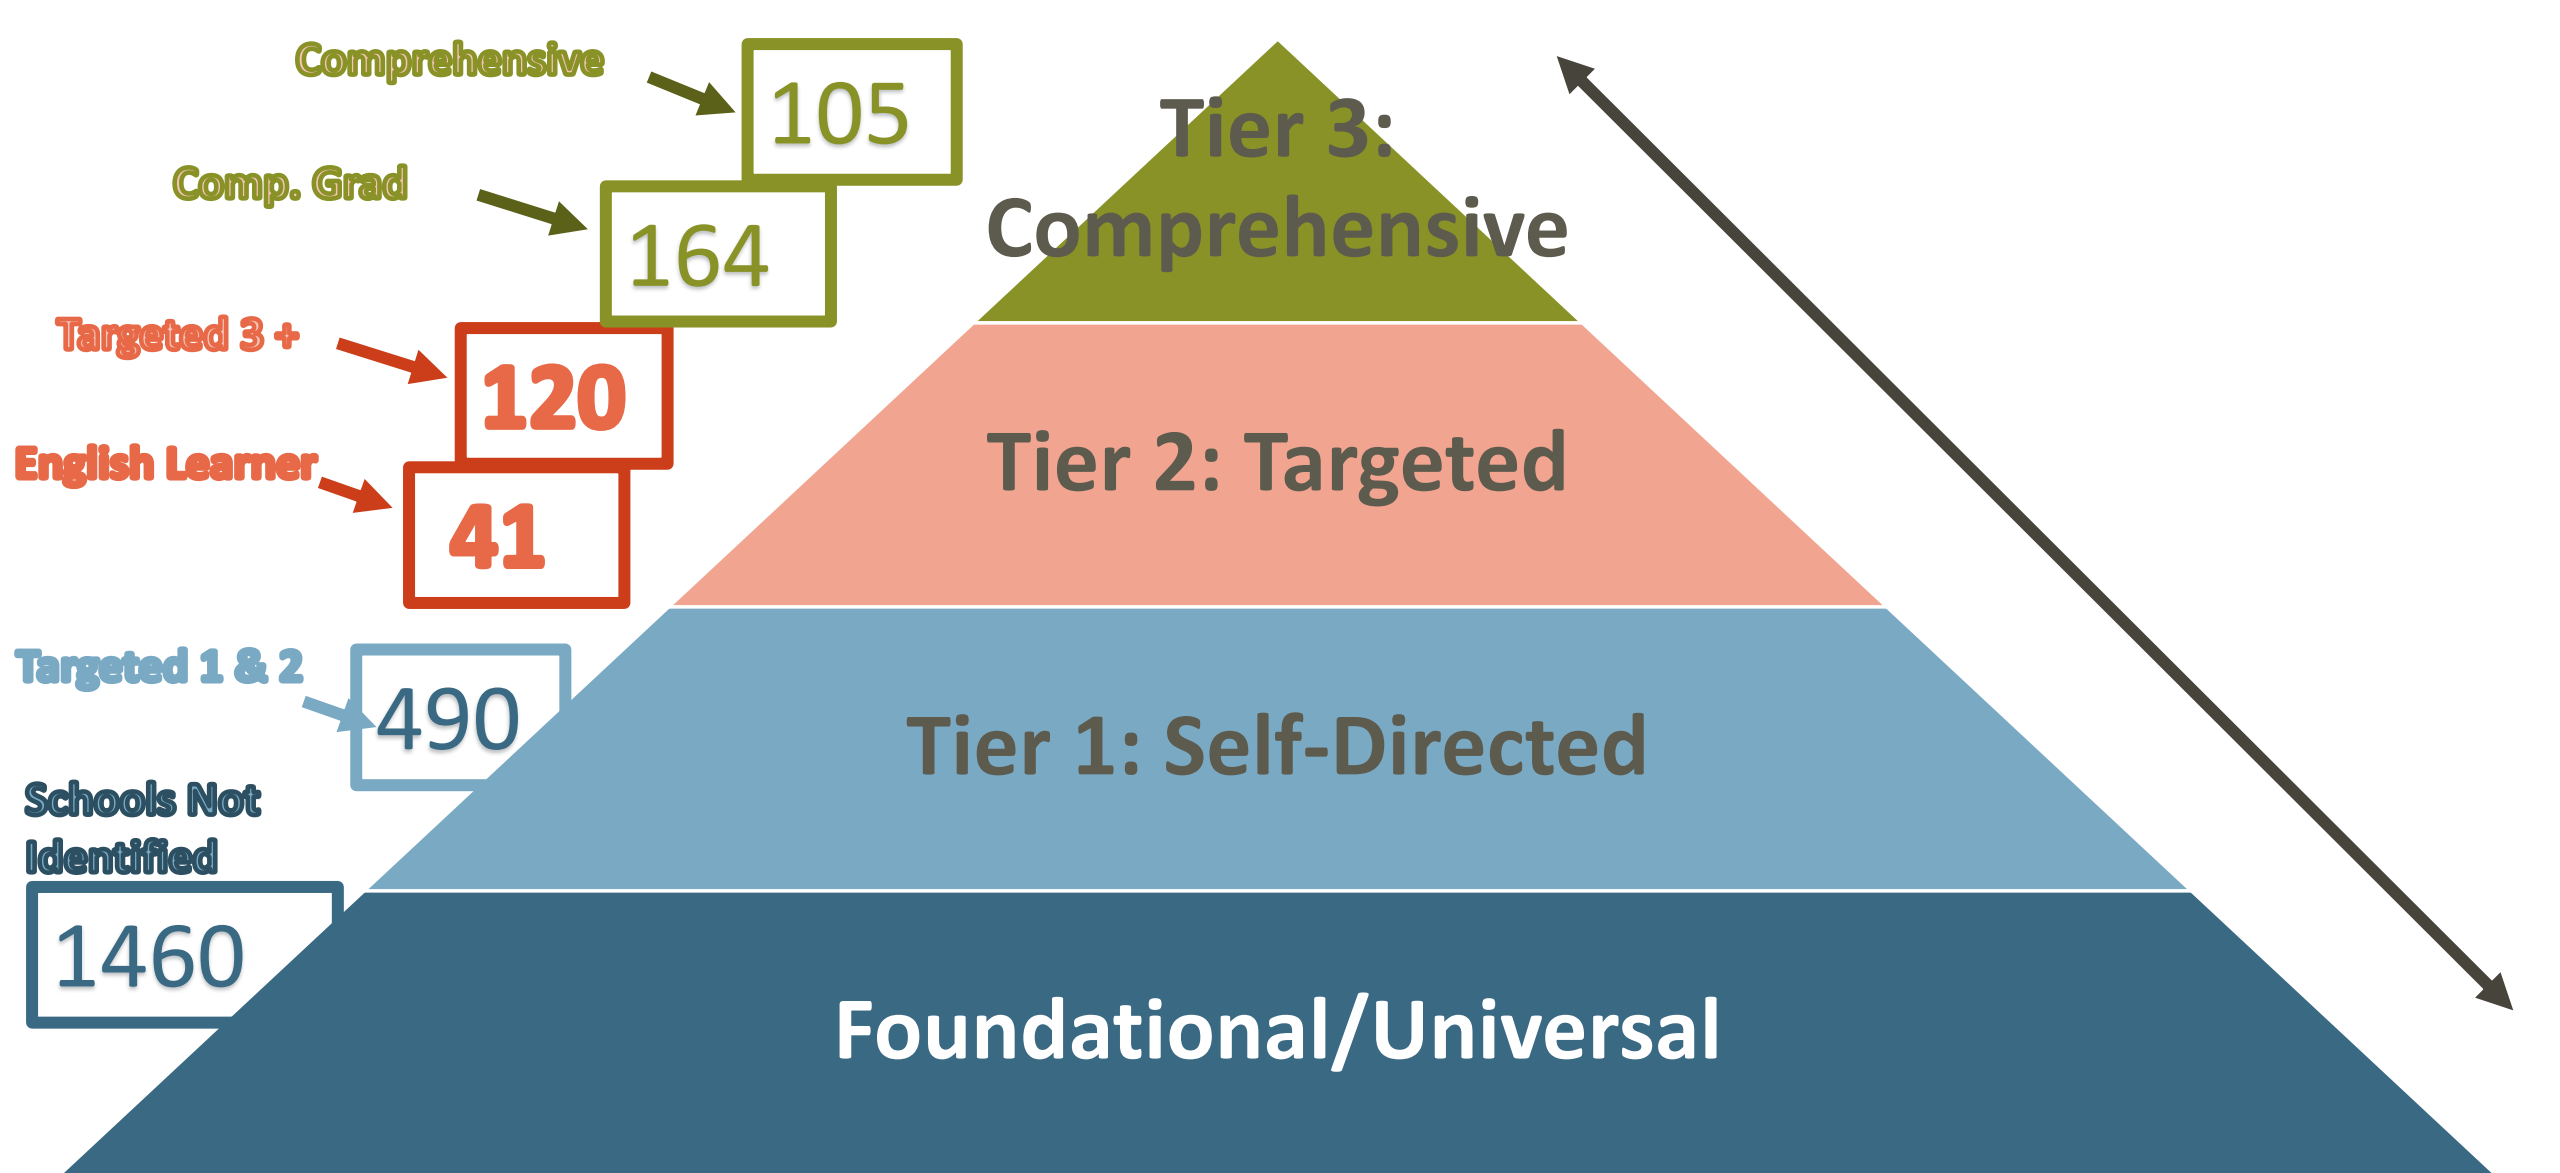 Comprehensive
105
Comp. Grad
164
Targeted 3 +
120
English Learner
41
Targeted 1 & 2
490
Schools Not
Identified
1460
Tier 3:
Comprehensive
Tier 2: Targeted
Tier 1: Self-Directed
Foundational/Universal